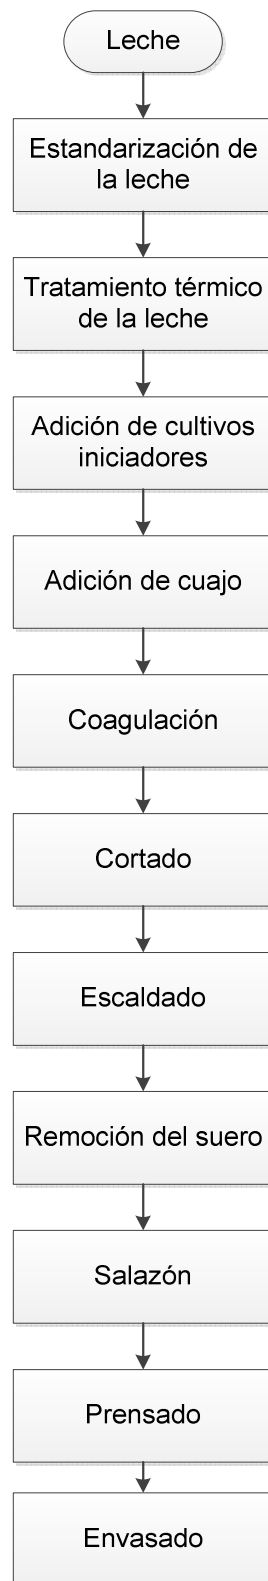 Leche
Estandarización de
la leche
Tratamiento térmico
de la leche
Adición de cultivos
iniciadores
Adición de cuajo
Coagulación
Cortado
Escaldado
Remoción del suero
Salazón
Prensado
Envasado